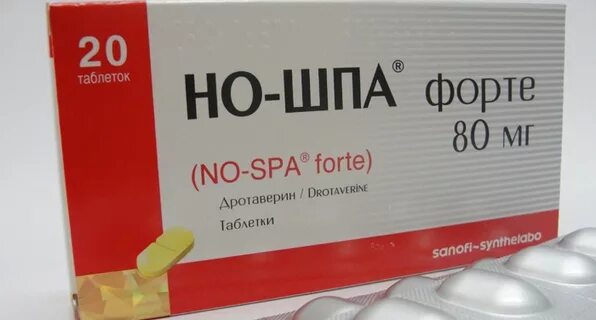 20
таблеток
НО-ШПА® форте
80 мг
(NO-SPA® forte)
Дротаверин / Drotaverine
Таблетки
sanofi~synthelabo